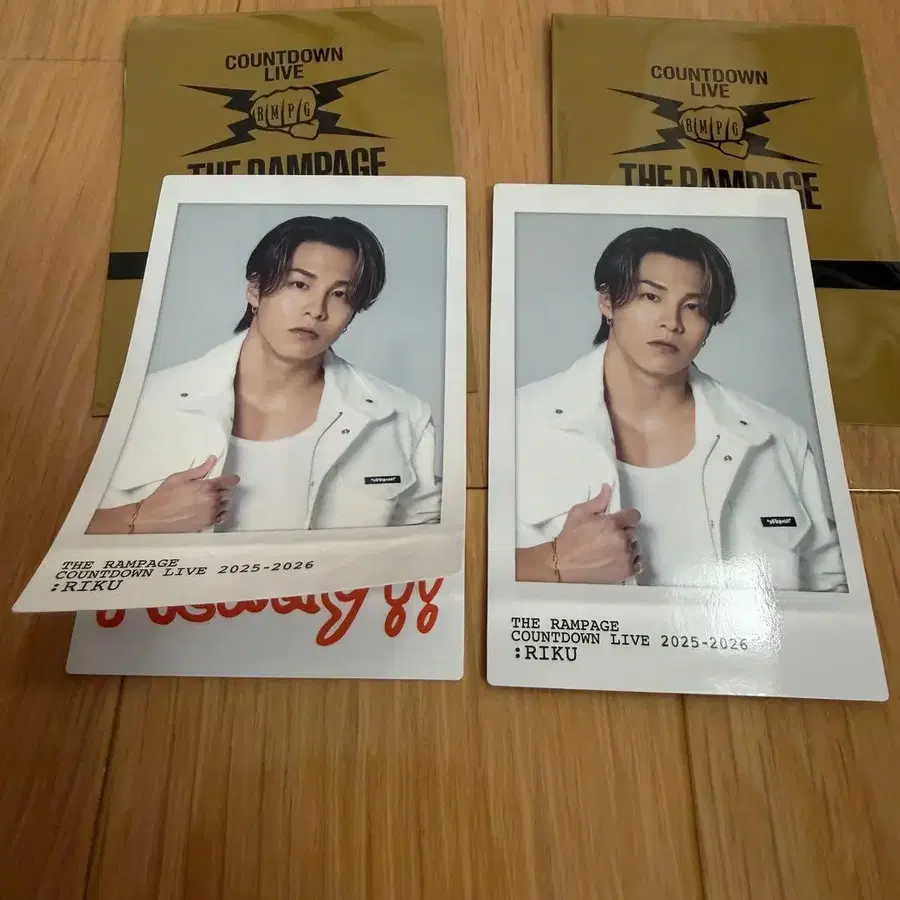 COUNTDOWN
LIVE
RMPG
THE RAMPAGE
COUNTDOWN
LIVE
RMPG
THE RAMPAGE
THE RAMPAGE
COUNTDOWN LIVE 2025-2026
:RIKU
THE RAMPAGE
COUNTDOWN LIVE 2025-2026
:RIKU